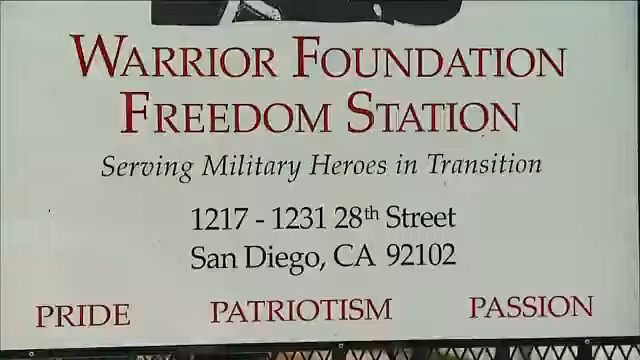 WARRIOR FOUNDATION
FREEDOM STATION
Serving Military Heroes in Transition
1217 - 1231 28th Street
San Diego, CA 92102
PRIDE PATRIOTISM PASSION